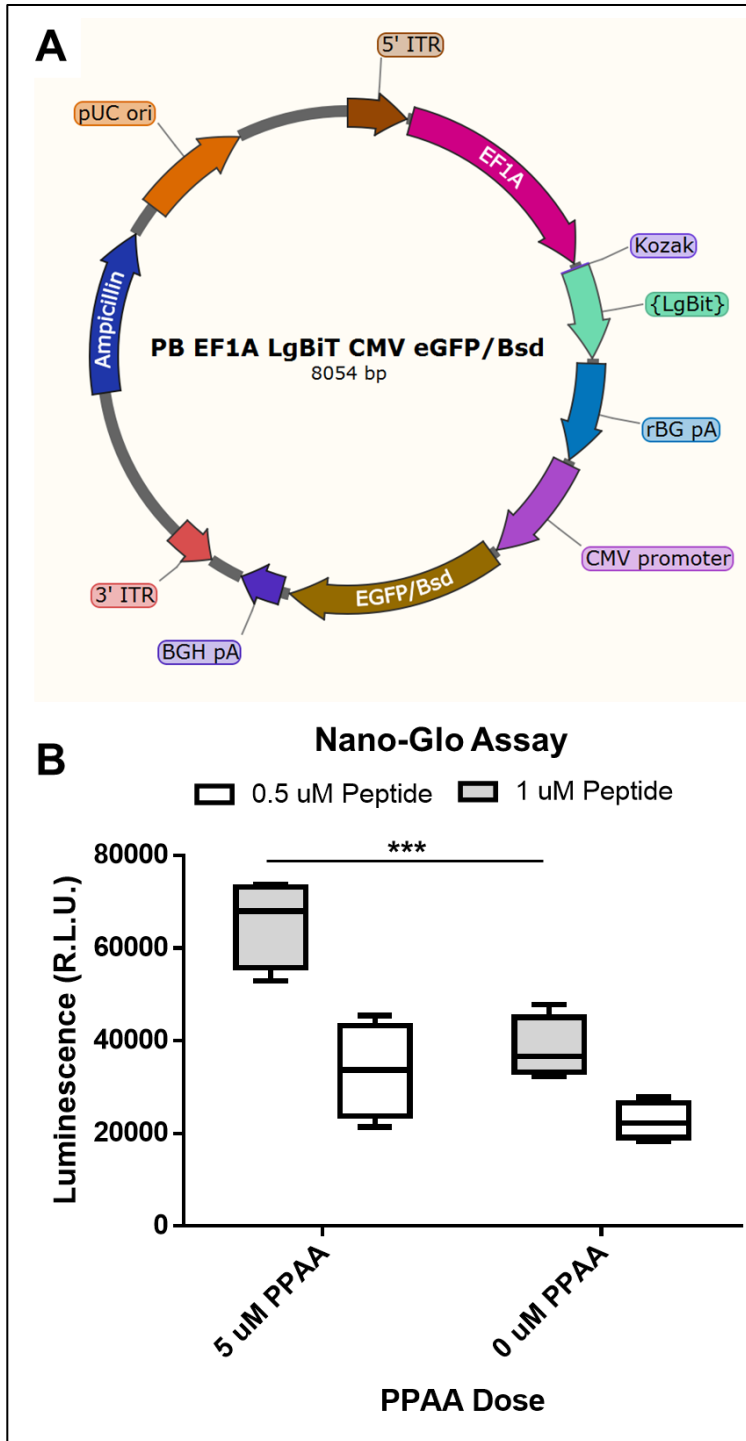 A
5' ITR
pUC ori
EF1A
Kozak
{LgBit}
Ampicillin
PB EF1A LgBiT CMV eGFP/Bsd
8054 bp
rBG pA
CMV promoter
EGFP/Bsd
3' ITR
BGH pA
Nano-Glo Assay
B
0.5 uM Peptide 1 uM Peptide
80000
***
60000
40000
20000
0
Luminescence (R.L.U.)
5 uM PPAA
0 uM PPAA
PPAA Dose